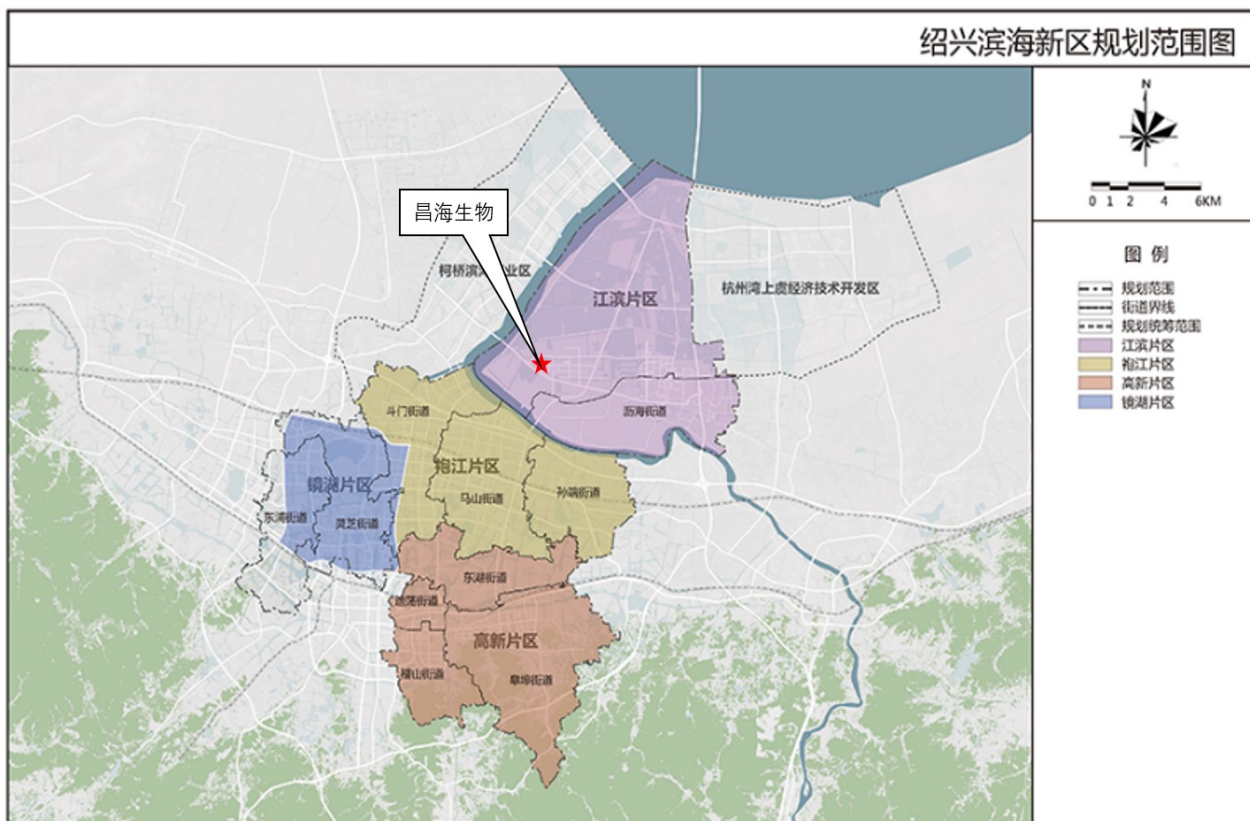 绍兴滨海新区规划范围图
N
0 1 2 4 6KM
图例
规划范围
街道界线
规划统筹范围
江滨片区
袍江片区
高新片区
镜湖片区
昌海生物
杭州湾上虞经济技术开发区
江滨片区
斗门街道
沥海街道
袍江片区
镜湖片区
马山街道
孙端街道
东浦街道
灵芝街道
东湖街道
高新片区
稽山街道
皋埠街道